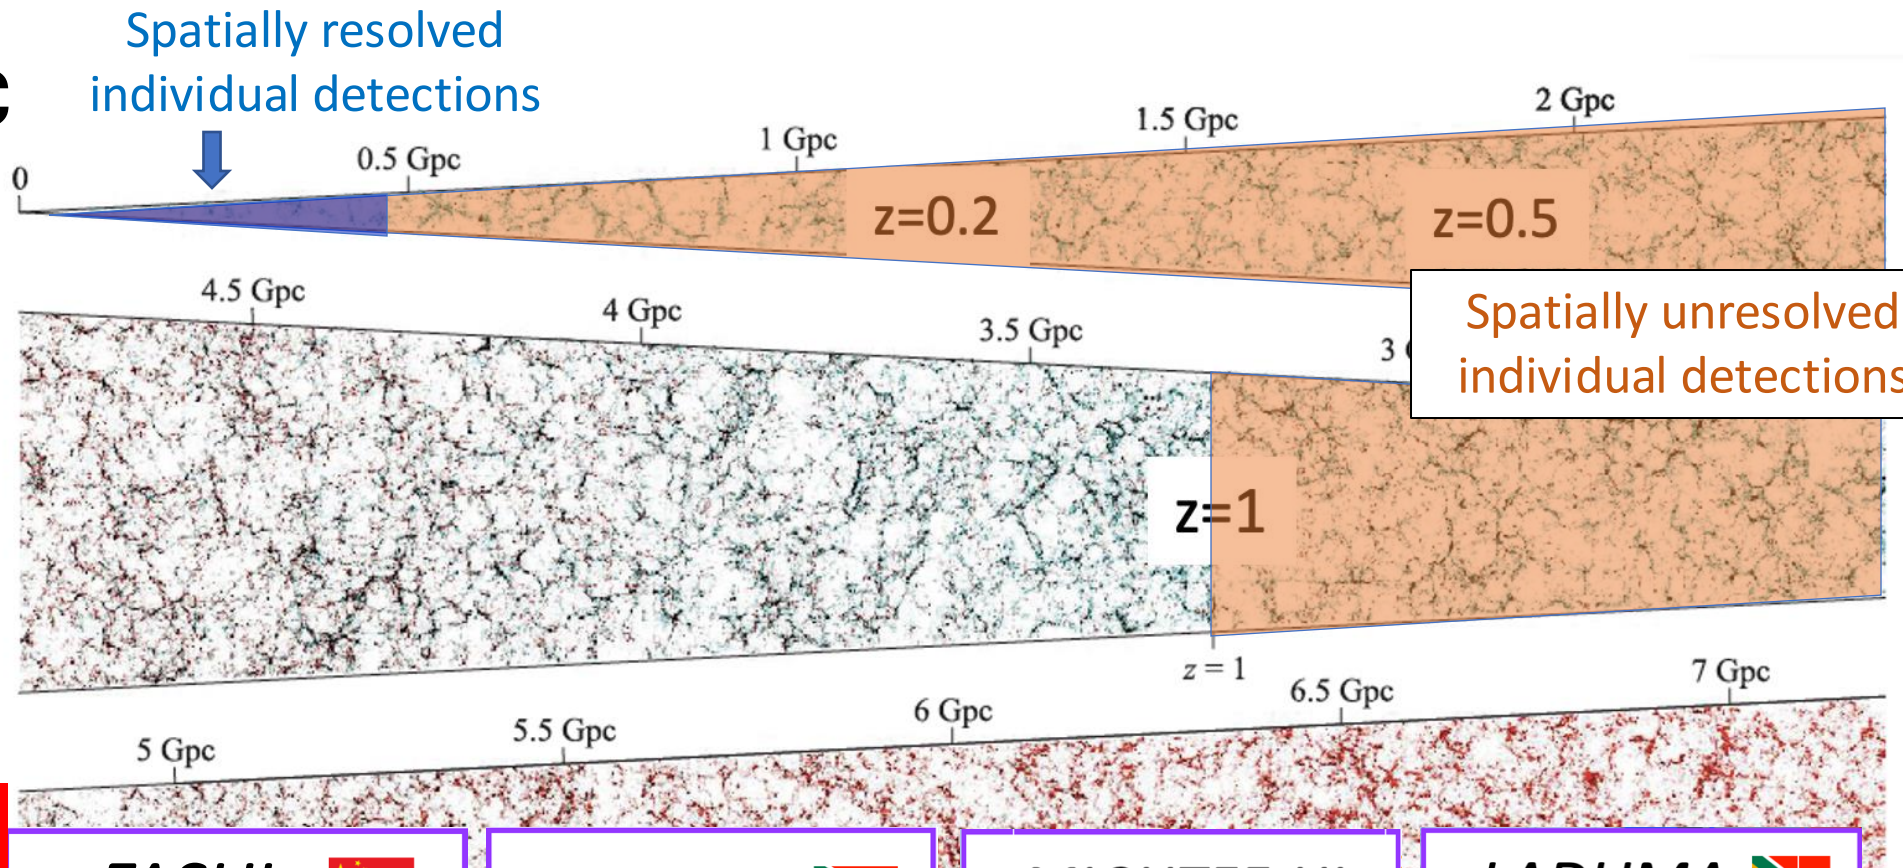 Spatially resolved
individual detections
0
0.5 Gpc
1 Gpc
1.5 Gpc
2 Gpc
z=0.2
z=0.5
4.5 Gpc
4 Gpc
3.5 Gpc
3
Spatially unresolved
individual detections
z=1
z = 1
5 Gpc
5.5 Gpc
6 Gpc
6.5 Gpc
7 Gpc
LADUMA